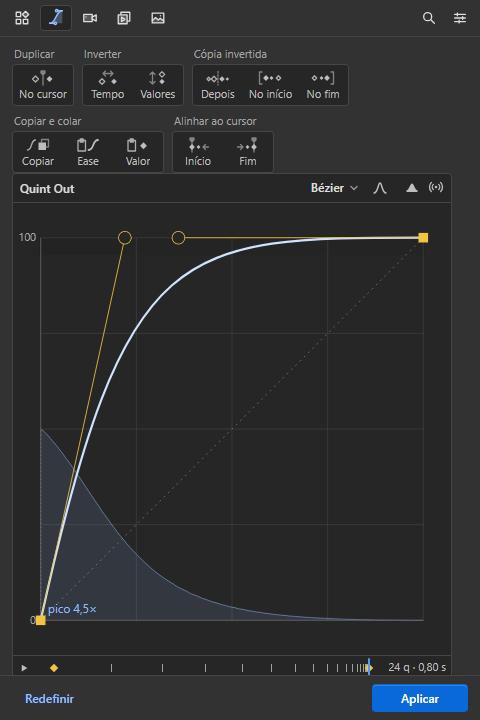 Duplicar Inverter Cópia invertida
No cursor Tempo Valores Depois No início No fim
Copiar e colar Alinhar ao cursor
Copiar Ease Valor Início Fim
Quint Out Bézier
100
pico 4,5×
0
24 q · 0,80 s
Redefinir Aplicar